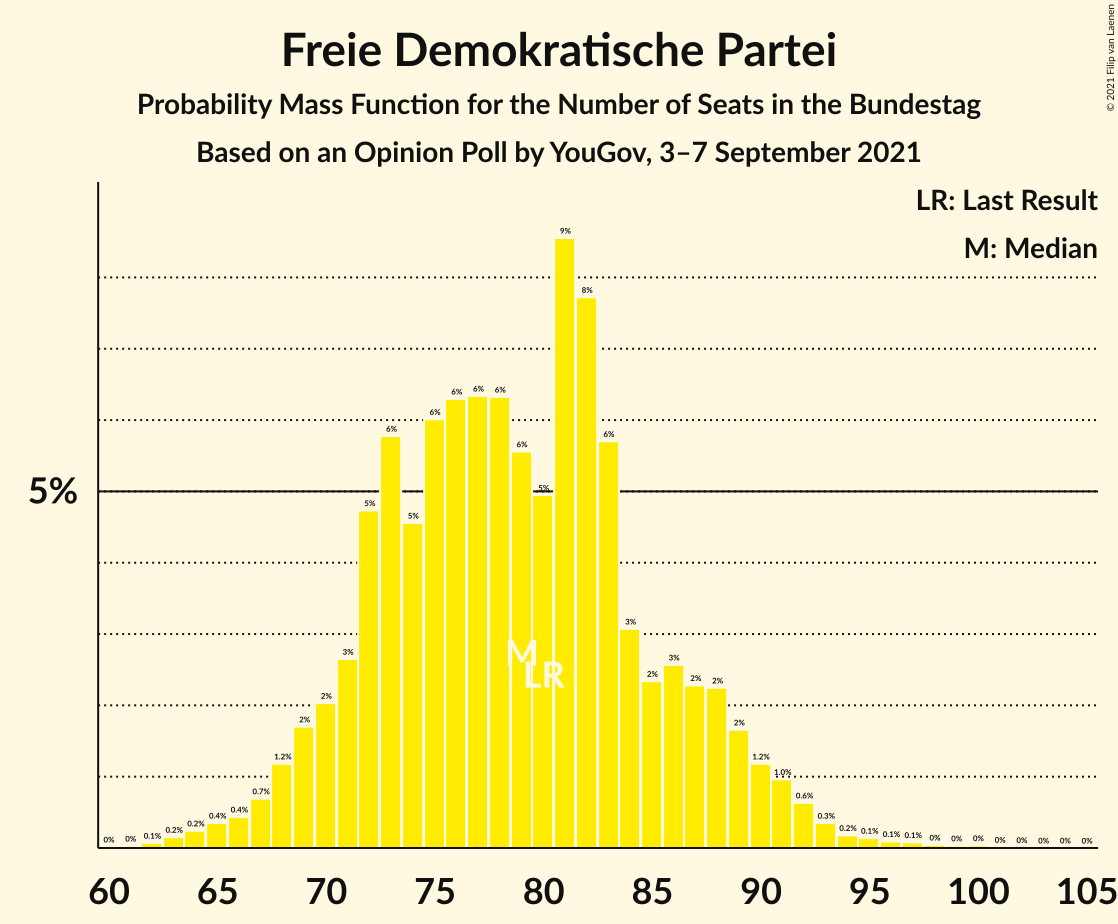 Freie Demokratische Partei
Probability Mass Function for the Number of Seats in the Bundestag
Based on an Opinion Poll by YouGov, 3–7 September 2021
© 2021 Filip van Laenen
LR: Last Result
M: Median
5%
0% 0% 0.1% 0.2% 0.2% 0.4% 0.4% 0.7% 1.2% 2% 2% 3% 5% 6% 5% 6% 6% 6% 6% 6% 5% 9% 8% 6% 3% 2% 3% 2% 2% 2% 1.2% 1.0% 0.6% 0.3% 0.2% 0.1% 0.1% 0.1% 0% 0% 0% 0% 0% 0% 0% 0%
M
LR
60 65 70 75 80 85 90 95 100 105